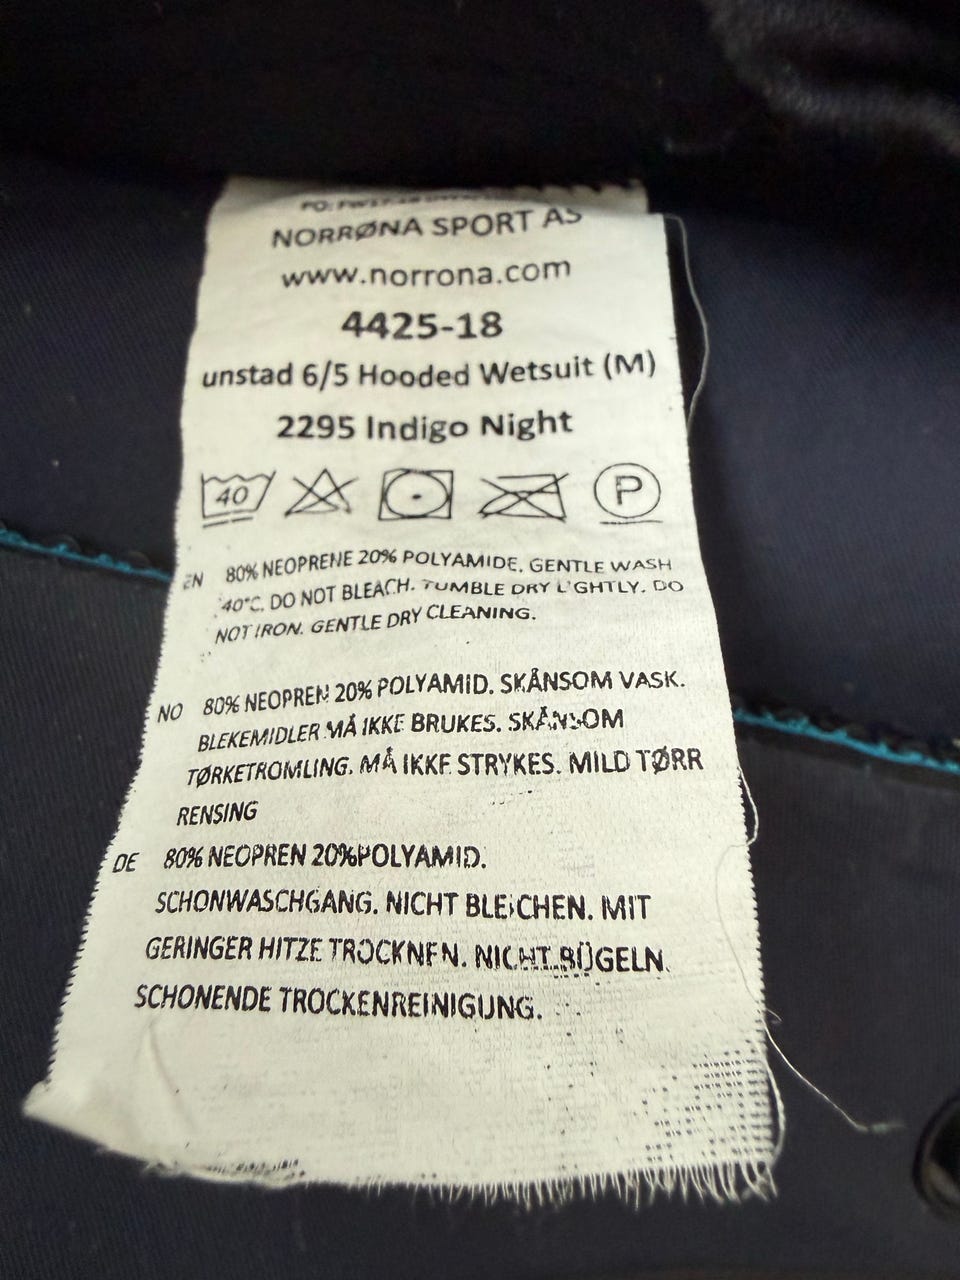 NORRØNA SPORT AS
www.norrona.com
4425-18
unstad 6/5 Hooded Wetsuit (M)
2295 Indigo Night
40 P
EN 80% NEOPRENE 20% POLYAMIDE. GENTLE WASH
40°C. DO NOT BLEACH. TUMBLE DRY LIGHTLY. DO
NOT IRON. GENTLE DRY CLEANING.
NO 80% NEOPREN 20% POLYAMID. SKÅNSOM VASK.
BLEKEMIDLER MÅ IKKE BRUKES. SKÅNSOM
TØRKETROMLING. MÅ IKKE STRYKES. MILD TØRR
RENSING
DE 80% NEOPREN 20%POLYAMID.
SCHONWASCHGANG. NICHT BLEICHEN. MIT
GERINGER HITZE TROCKNEN. NICHT BÜGELN.
SCHONENDE TROCKENREINIGUNG.